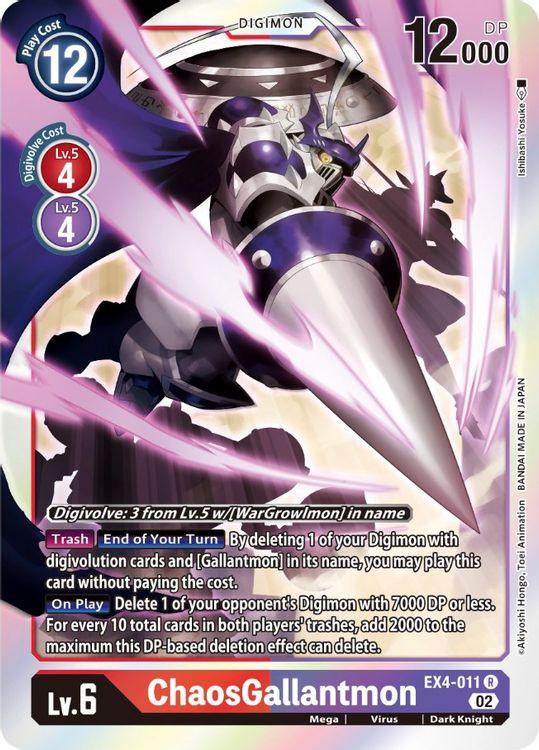 DIGIMON
Play Cost
12
DP
12000
Digivolve Cost
Lv.5
4
Lv.5
4
Ishibashi Yosuke
Digivolve: 3 from Lv.5 w/[WarGrowlmon] in name
Trash End of Your Turn By deleting 1 of your Digimon with
digivolution cards and [Gallantmon] in its name, you may play this
card without paying the cost.
On Play Delete 1 of your opponent's Digimon with 7000 DP or less.
For every 10 total cards in both players' trashes, add 2000 to the
maximum this DP-based deletion effect can delete.
©Akiyoshi Hongo, Toei Animation BANDAI MADE IN JAPAN
Lv.6
ChaosGallantmon
EX4-011 R
02
Mega | Virus | Dark Knight